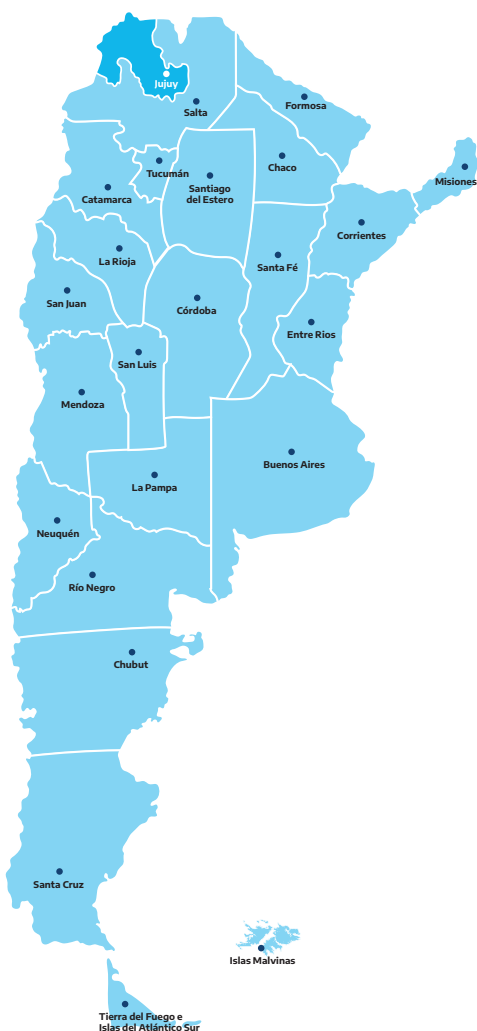 Jujuy
Formosa
Salta
Chaco
Tucumán
Misiones
Santiago
del Estero
Catamarca
Corrientes
La Rioja
Santa Fé
San Juan
Córdoba
Entre Rios
San Luis
Mendoza
Buenos Aires
La Pampa
Neuquén
Río Negro
Chubut
Santa Cruz
Islas Malvinas
Tierra del Fuego e
Islas del Atlántico Sur